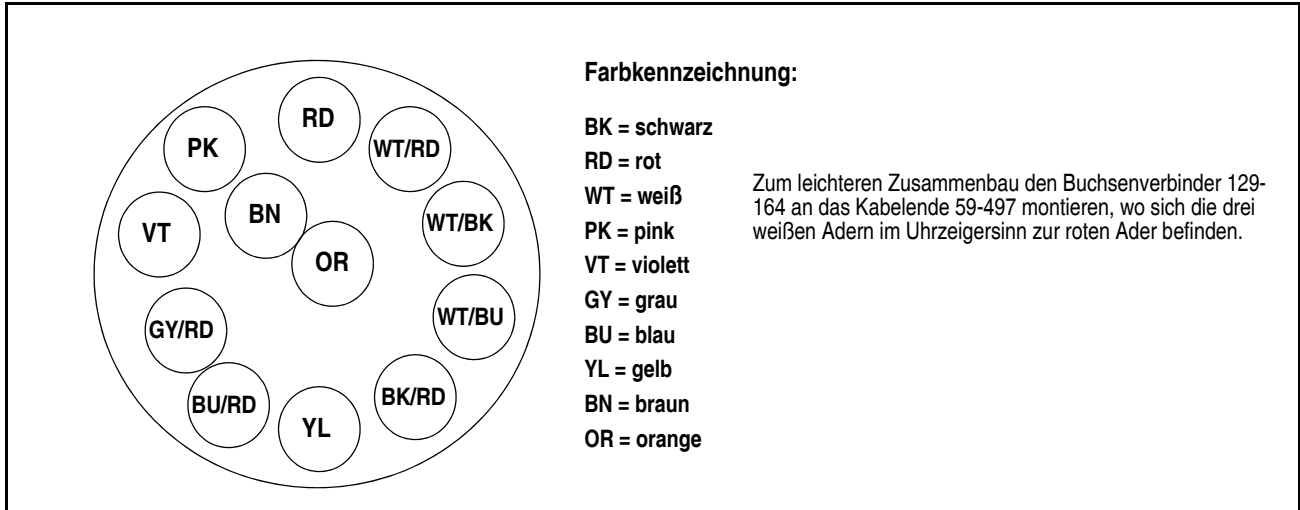 RD
PK
WT/RD
BN
WT/BK
VT
OR
WT/BU
GY/RD
BK/RD
BU/RD
YL
Farbkennzeichnung:
BK = schwarz
RD = rot
WT = weiß
PK = pink
VT = violett
GY = grau
BU = blau
YL = gelb
BN = braun
OR = orange
Zum leichteren Zusammenbau den Buchsenverbinder 129-
164 an das Kabelende 59-497 montieren, wo sich die drei
weißen Adern im Uhrzeigersinn zur roten Ader befinden.